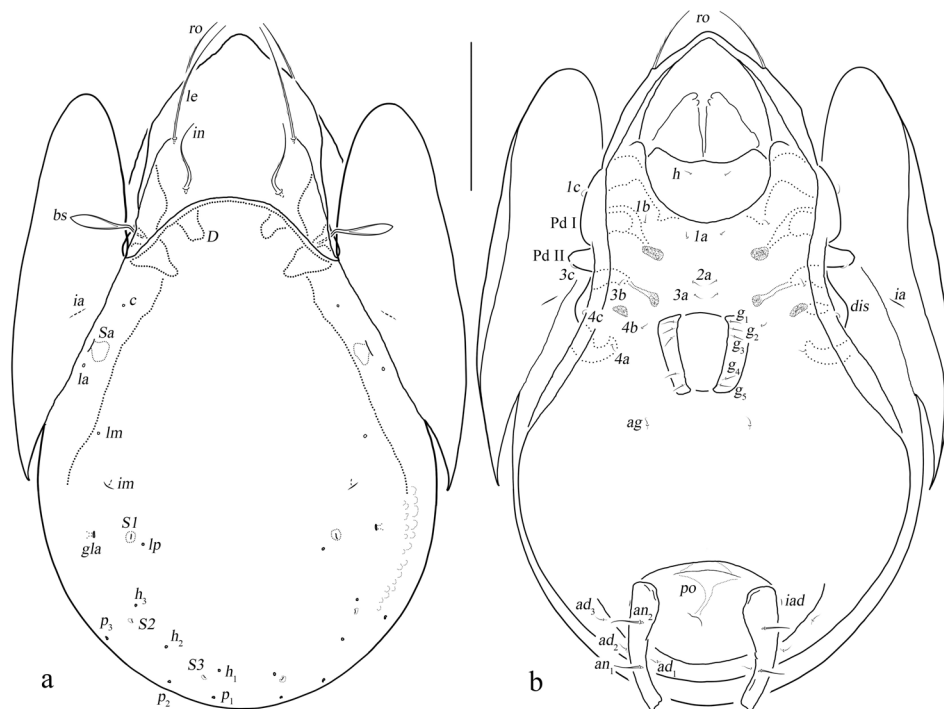 ro
le
in
bs
D
ia
c
Sa
la
lm
im
S1
gla
lp
h3
S2
p3
h2
S3
h1
p2
p1
a
ro
h
1c
1b
Pd I
1a
Pd II
3c
2a
3b
3a
dis
ia
4c
4b
g1
g2
g3
4a
g4
g5
ag
po
iad
ad3
an2
ad2
an1
ad1
b